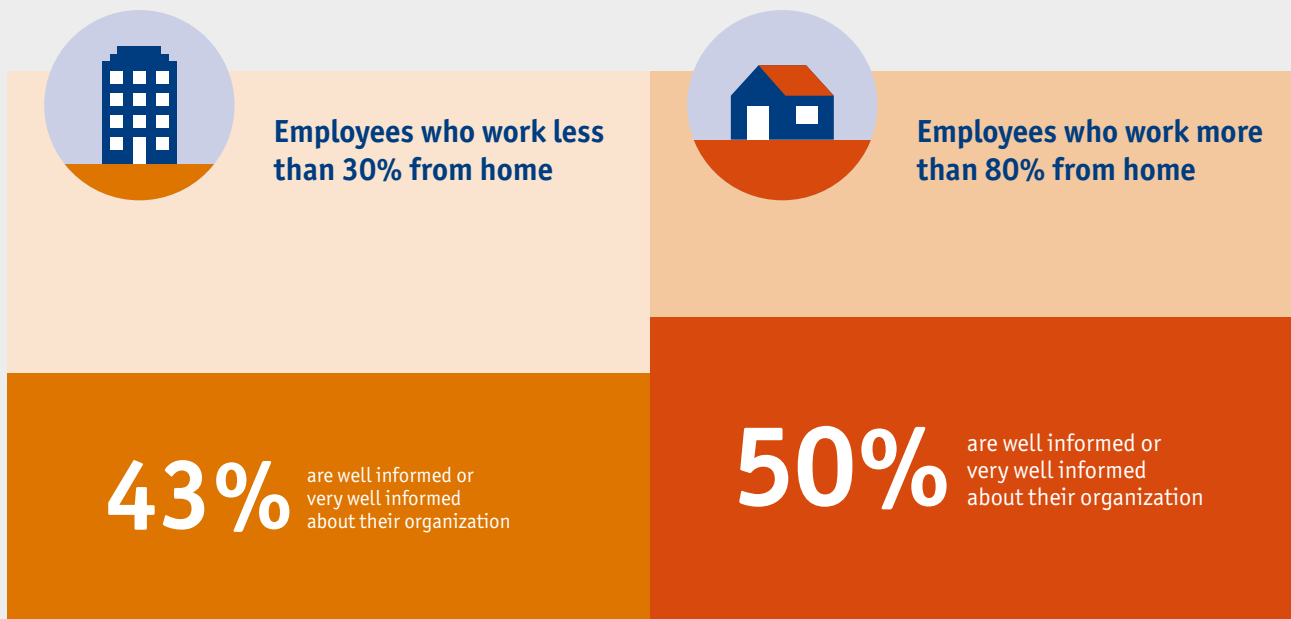 Employees who work less
than 30% from home
43%
are well informed or
very well informed
about their organization
Employees who work more
than 80% from home
50%
are well informed or
very well informed
about their organization